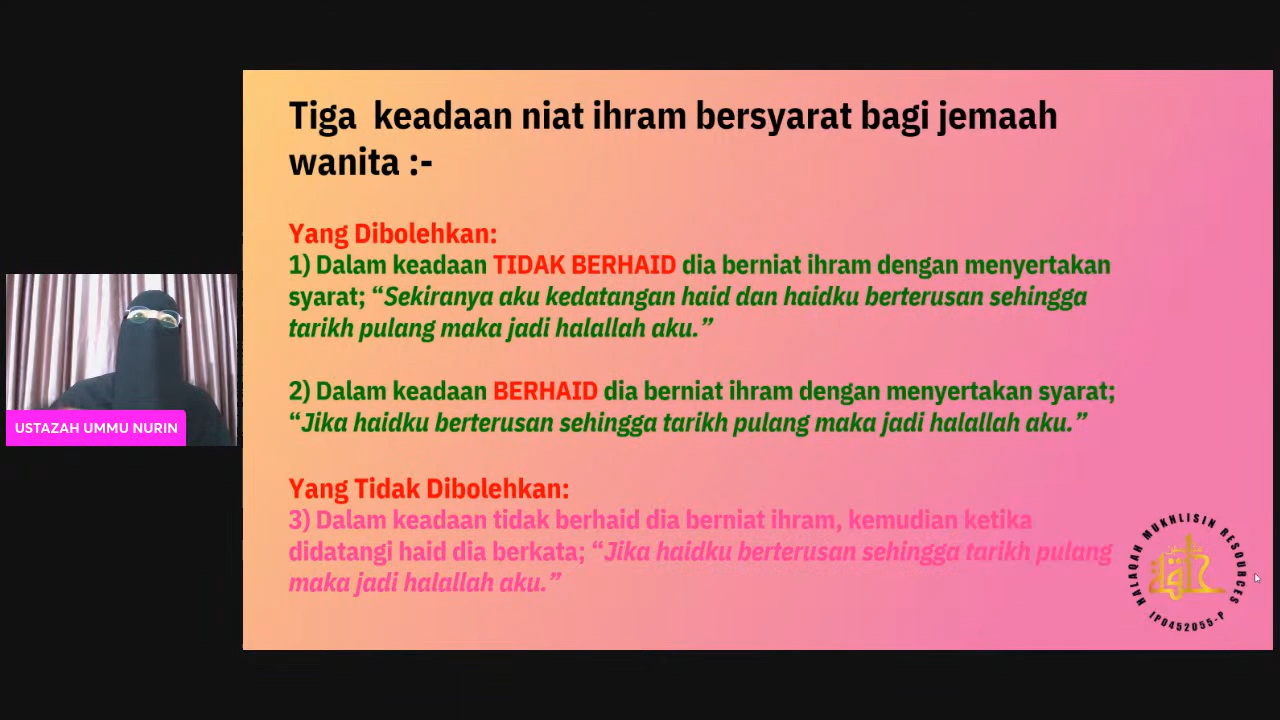 Tiga keadaan niat ihram bersyarat bagi jemaah
wanita :-
Yang Dibolehkan:
1) Dalam keadaan TIDAK BERHAID dia berniat ihram dengan menyertakan
syarat; “Sekiranya aku kedatangan haid dan haidku berterusan sehingga
tarikh pulang maka jadi halallah aku.”
2) Dalam keadaan BERHAID dia berniat ihram dengan menyertakan syarat;
“Jika haidku berterusan sehingga tarikh pulang maka jadi halallah aku.”
Yang Tidak Dibolehkan:
3) Dalam keadaan tidak berhaid dia berniat ihram, kemudian ketika
didatangi haid dia berkata; “Jika haidku berterusan sehingga tarikh pulang
maka jadi halallah aku.”
USTAZAH UMMU NURIN
HALAQAH MUKHLISIN RESOURCES
IP0452055-P